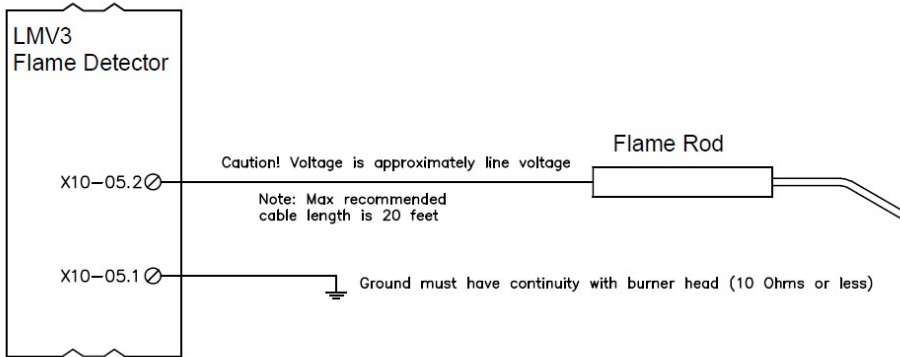 LMV3
Flame Detector
Flame Rod
Caution! Voltage is approximately line voltage
X10-05.2
Note: Max recommended
cable length is 20 feet
X10-05.1
Ground must have continuity with burner head (10 Ohms or less)